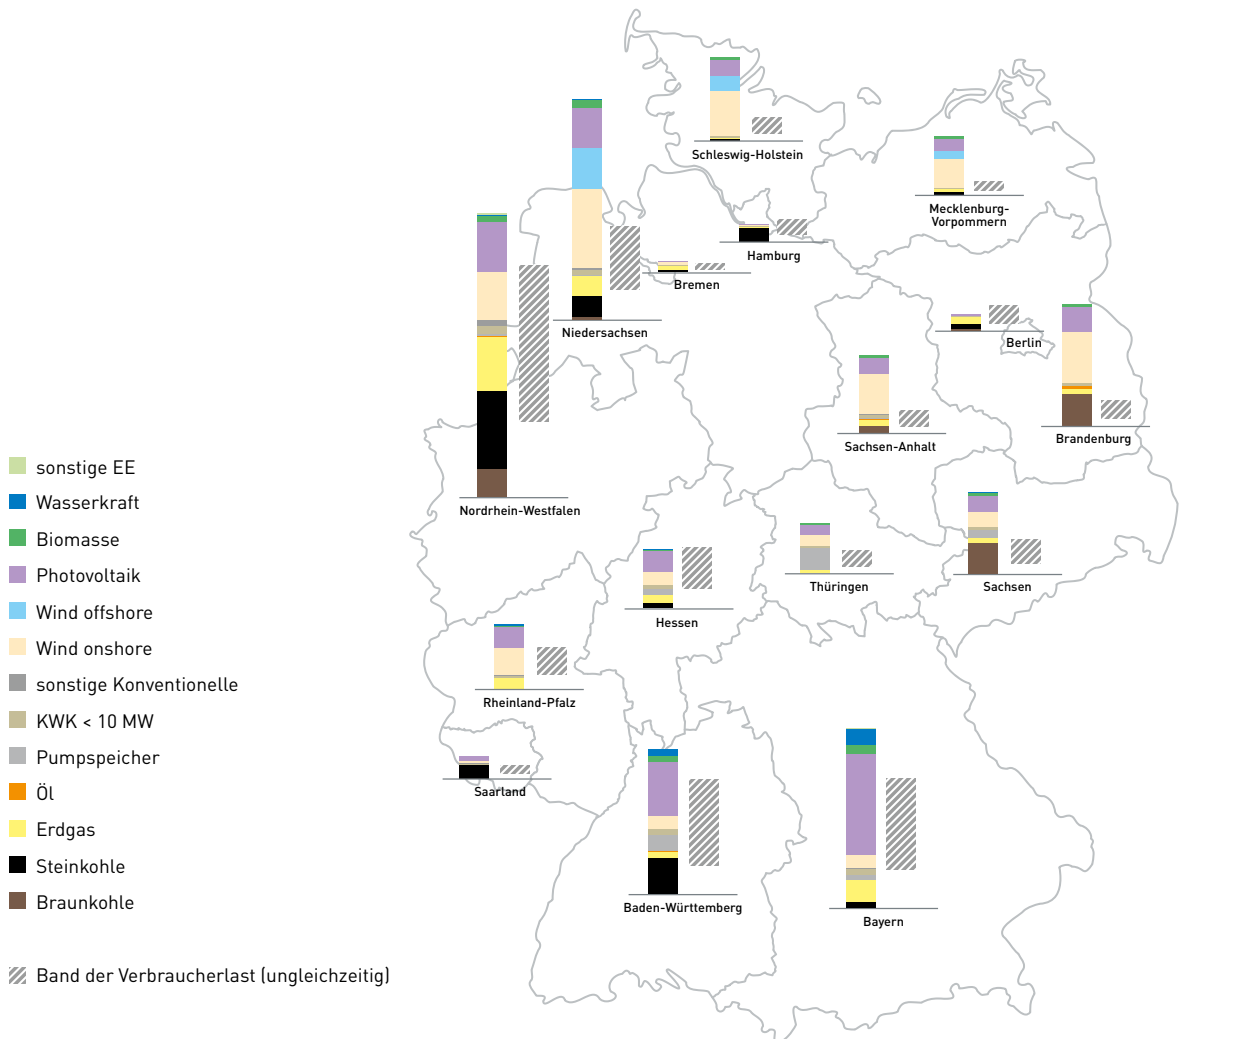 Schleswig-Holstein
Mecklenburg-
Vorpommern
Hamburg
Bremen
Niedersachsen
Berlin
Brandenburg
Sachsen-Anhalt
Nordrhein-Westfalen
Thüringen
Sachsen
Hessen
Rheinland-Pfalz
Saarland
Baden-Württemberg
Bayern
sonstige EE
Wasserkraft
Biomasse
Photovoltaik
Wind offshore
Wind onshore
sonstige Konventionelle
KWK < 10 MW
Pumpspeicher
Öl
Erdgas
Steinkohle
Braunkohle
Band der Verbraucherlast (ungleichzeitig)